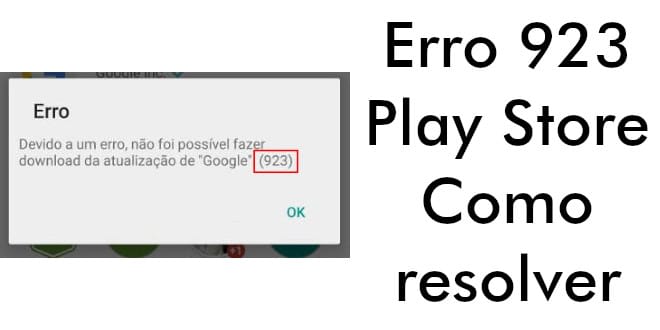 Google Inc.
Erro
Devido a um erro, não foi possível fazer
download da atualização de "Google" (923)
OK
+1
Erro 923
Play Store
Como
resolver